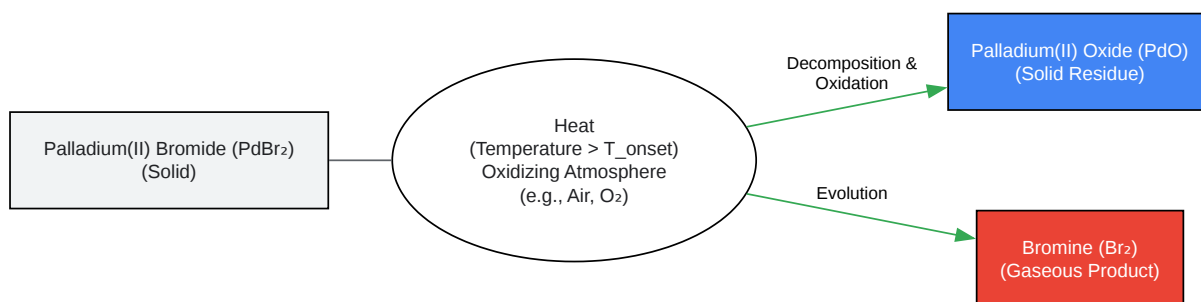 Palladium(II) Bromide (PdBr₂)
(Solid)
Heat
(Temperature > T_onset)
Oxidizing Atmosphere
(e.g., Air, O₂)
Decomposition &
Oxidation
Palladium(II) Oxide (PdO)
(Solid Residue)
Evolution
Bromine (Br₂)
(Gaseous Product)